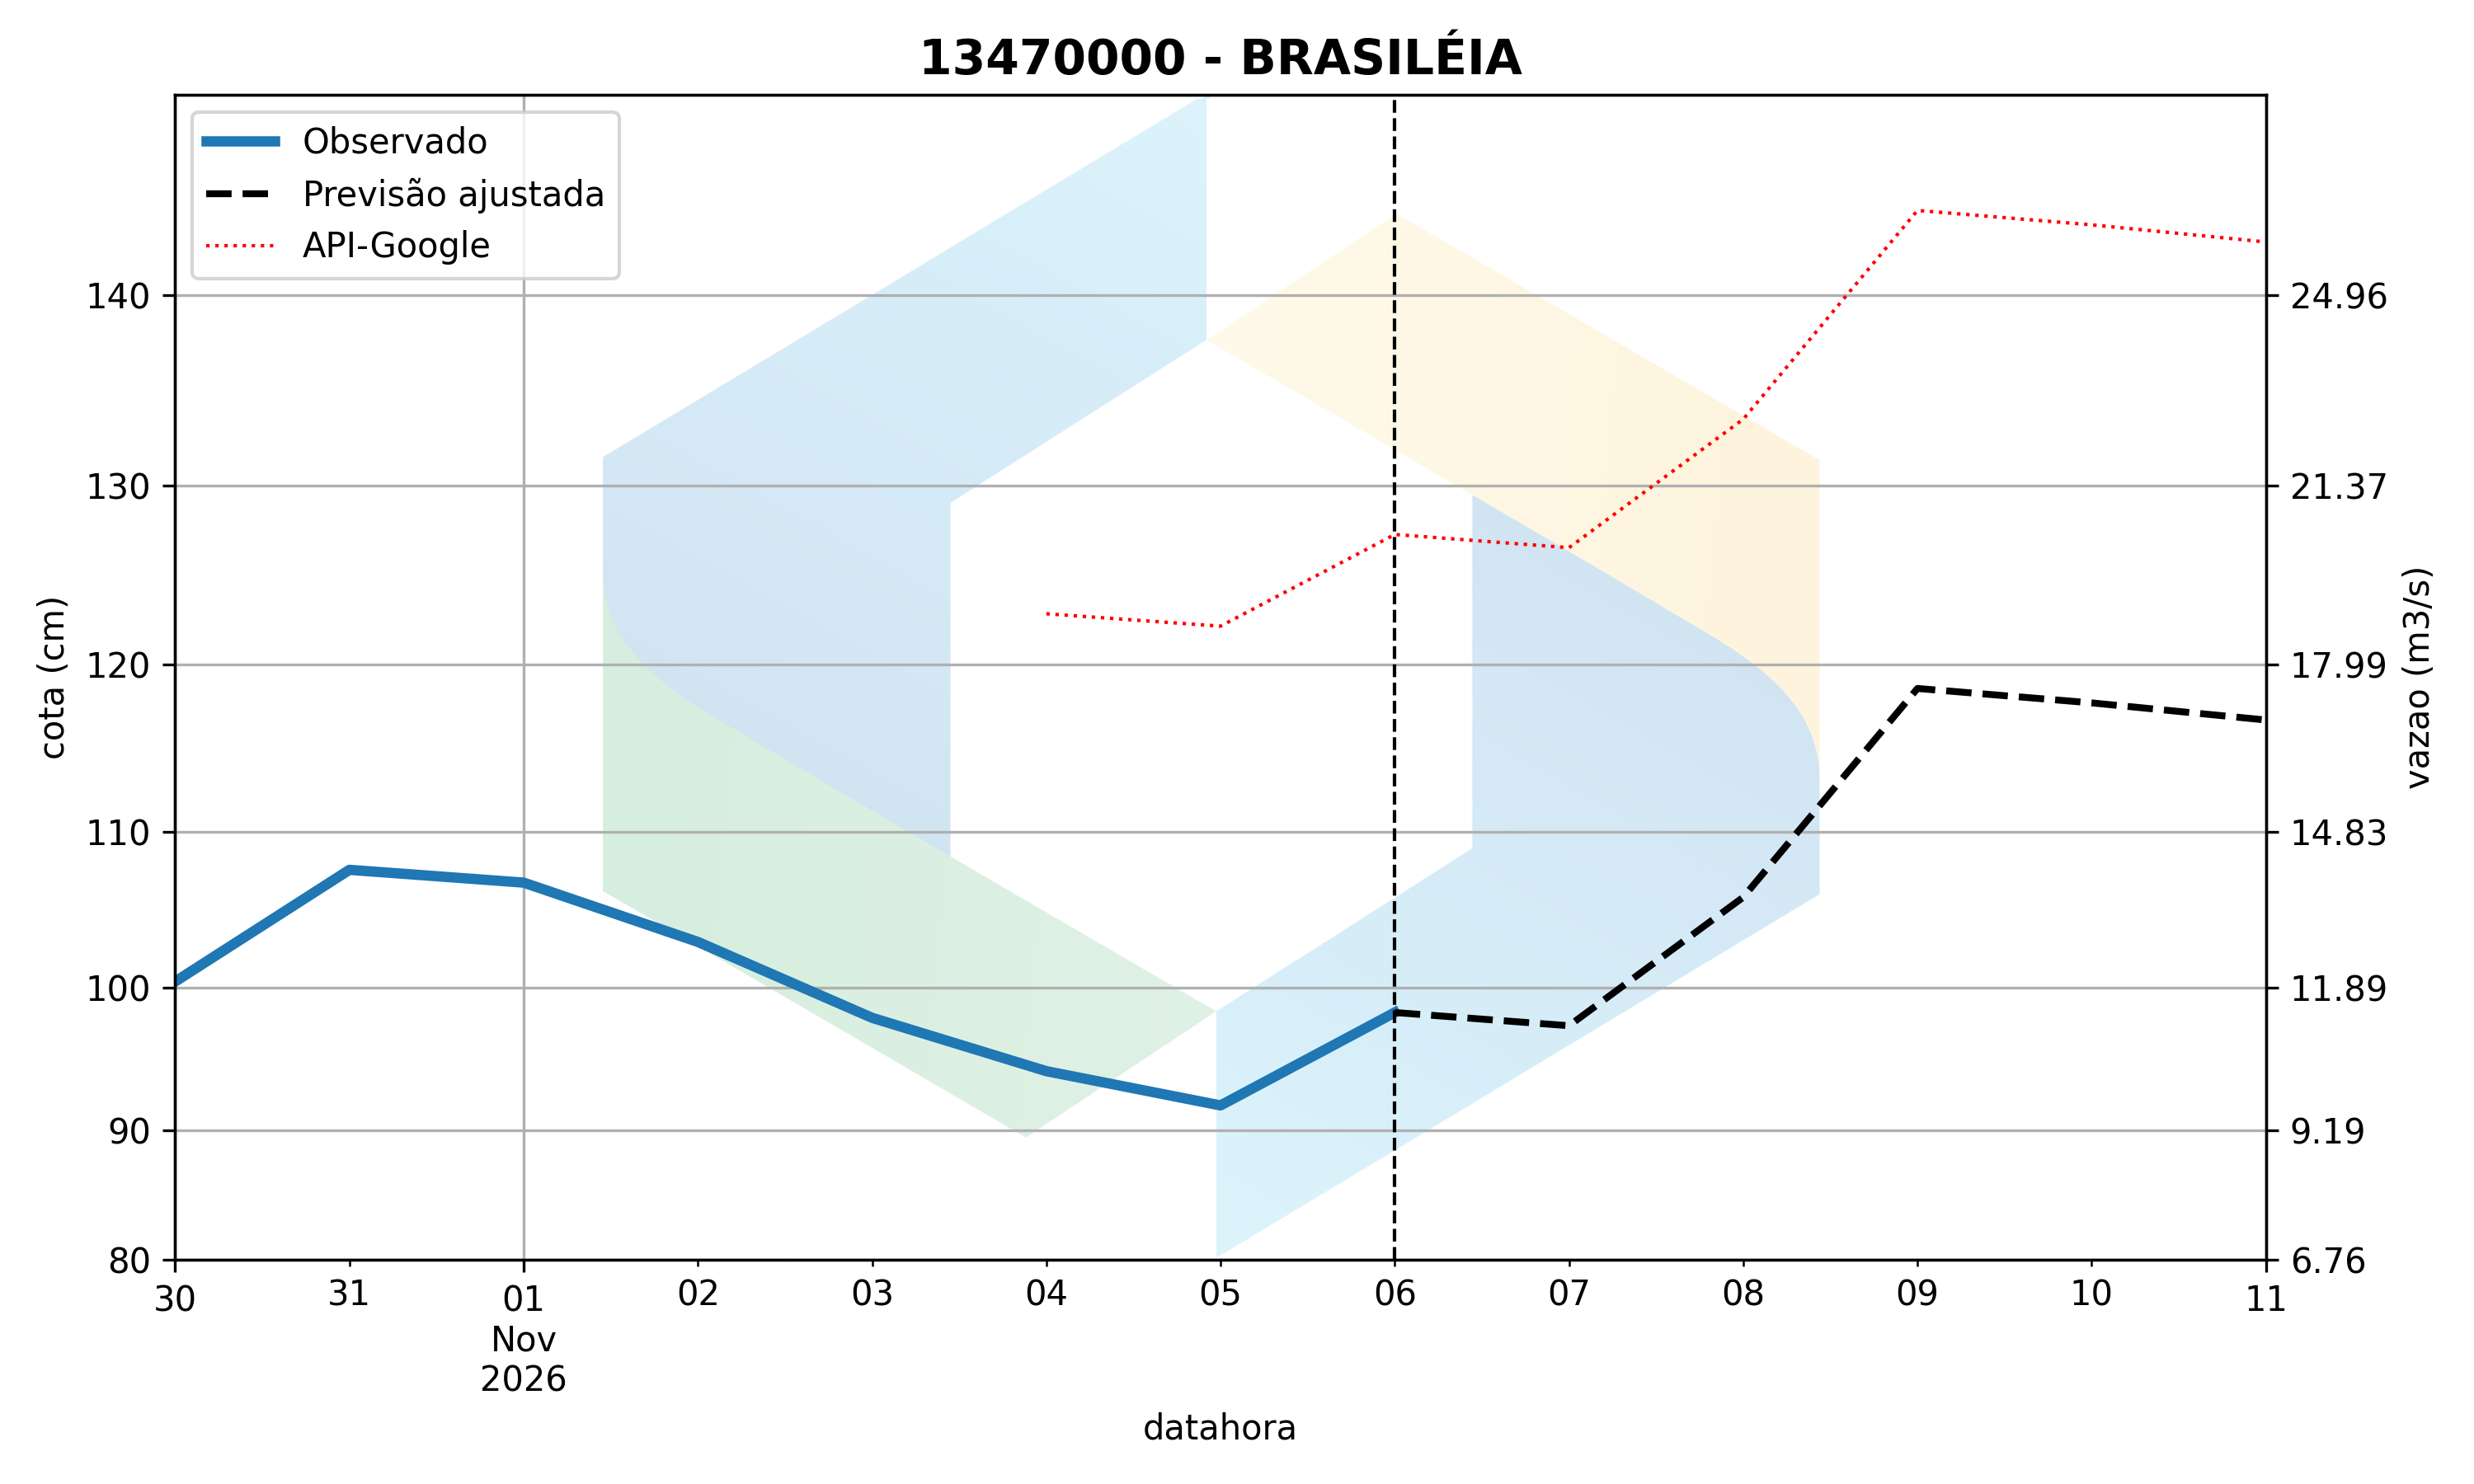 13470000 - BRASILÉIA
Observado
Previsão ajustada
API-Google
cota (cm)
140
130
120
110
100
90
80
24.96
21.37
17.99
14.83
11.89
9.19
6.76
vazao (m3/s)
30 31 01 02 03 04 05 06 07 08 09 10 11
Nov
2026
datahora